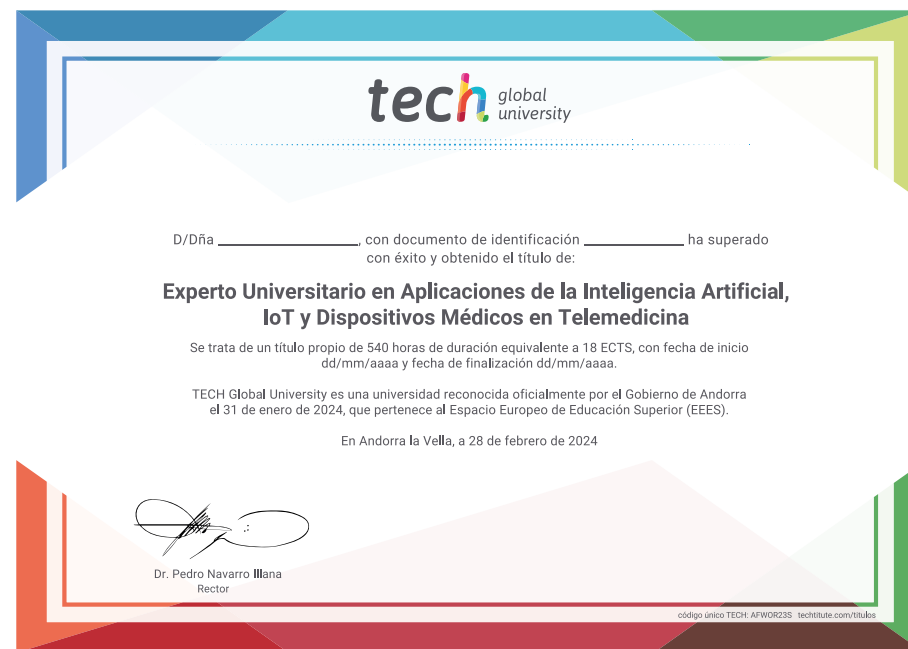 tech global university
D/Dña ____________________, con documento de identificación ______________ ha superado
con éxito y obtenido el título de:
Experto Universitario en Aplicaciones de la Inteligencia Artificial,
IoT y Dispositivos Médicos en Telemedicina
Se trata de un título propio de 540 horas de duración equivalente a 18 ECTS, con fecha de inicio
dd/mm/aaaa y fecha de finalización dd/mm/aaaa.
TECH Global University es una universidad reconocida oficialmente por el Gobierno de Andorra
el 31 de enero de 2024, que pertenece al Espacio Europeo de Educación Superior (EEES).
En Andorra la Vella, a 28 de febrero de 2024
Dr. Pedro Navarro Illana
Rector
código único TECH: AFWOR23S techtitute.com/titulos